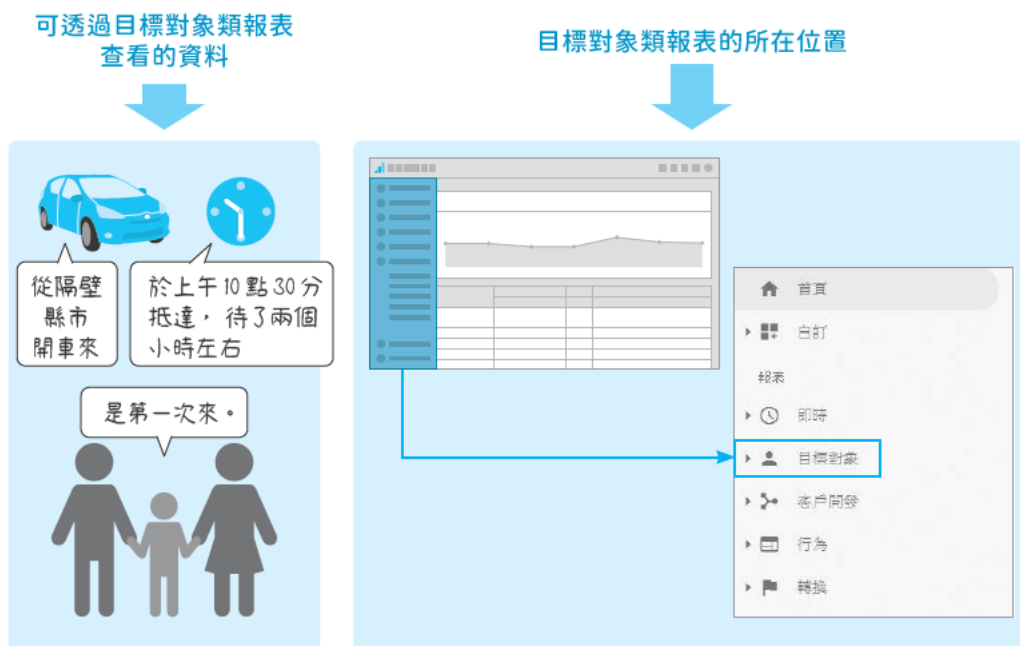 可透過目標對象類報表
查看的資料
目標對象類報表的所在位置
從隔壁
縣市
開車來
於上午10點30分
抵達，待了兩個
小時左右
是第一次來。
首頁
自訂
報表
即時
目標對象
客戶開發
行為
轉換